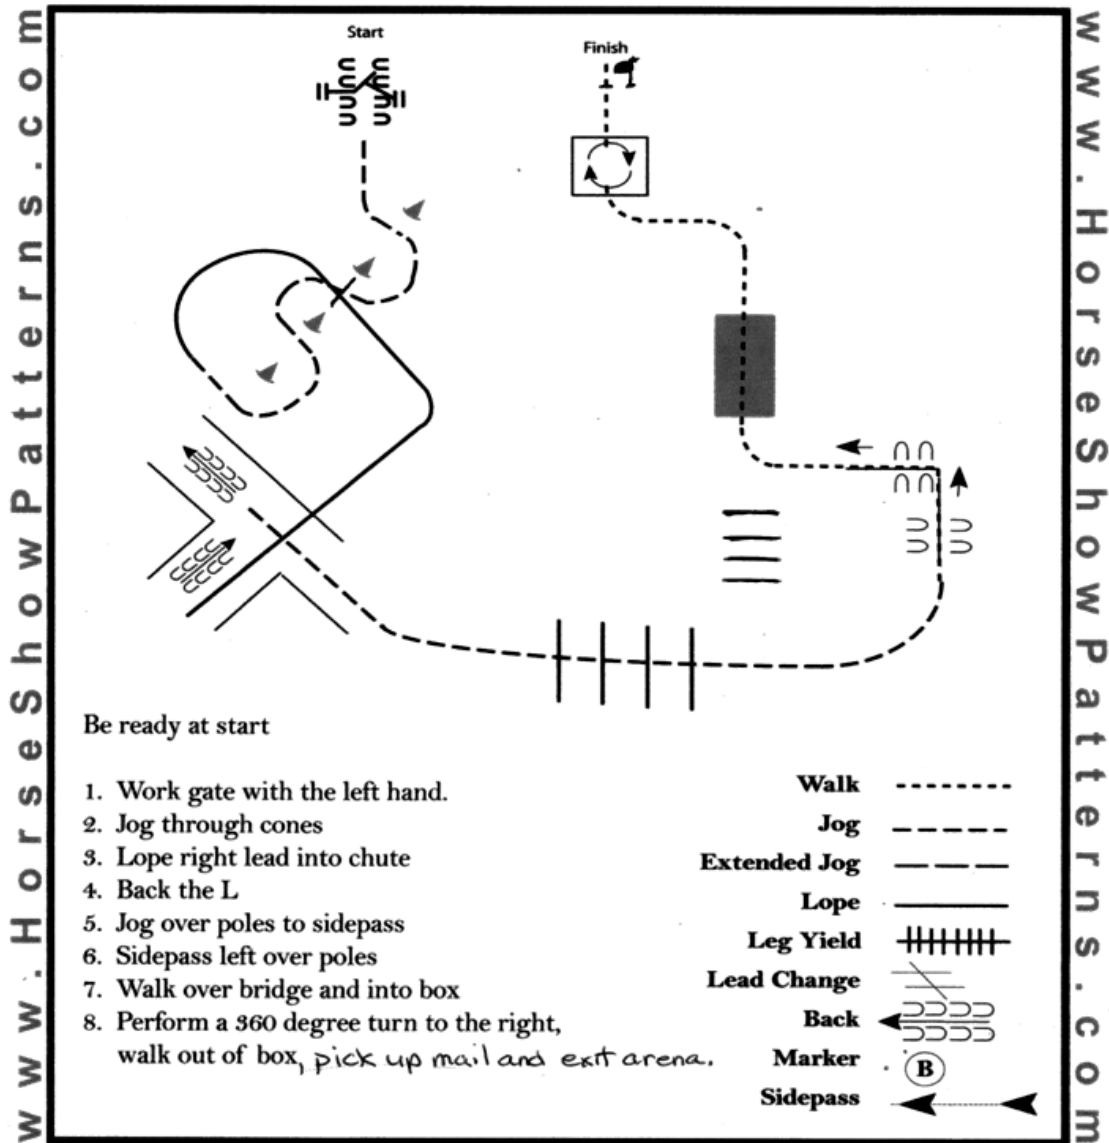 www.HorseShowPatterns.com
www.HorseShowPatterns.com
Start
Finish
Be ready at start
1. Work gate with the left hand.
2. Jog through cones
3. Lope right lead into chute
4. Back the L
5. Jog over poles to sidepass
6. Sidepass left over poles
7. Walk over bridge and into box
8. Perform a 360 degree turn to the right,
walk out of box, pick up mail and exit arena.
Walk
Jog
Extended Jog
Lope
Leg Yield
Lead Change
Back
Marker B
Sidepass